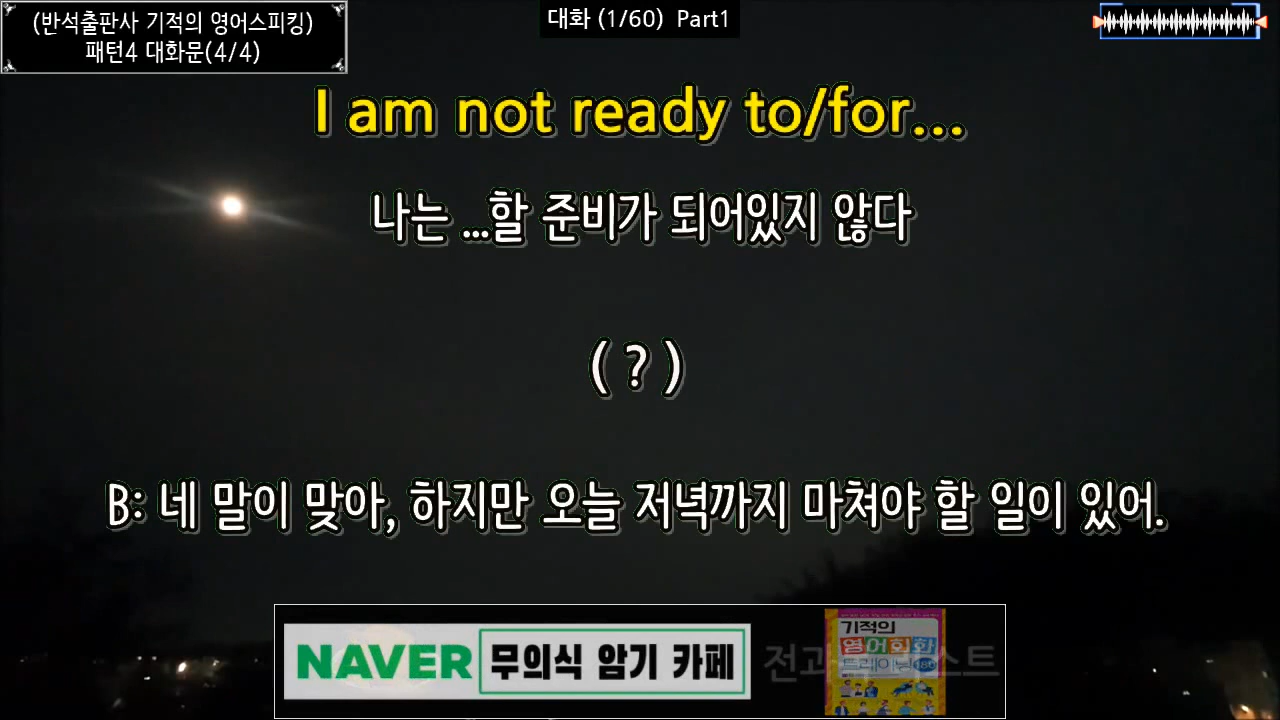 (반석출판사 기적의 영어스피킹)
패턴4 대화문(4/4)
대화 (1/60) Part1
I am not ready to/for...
나는 ...할 준비가 되어있지 않다
( ? )
B: 네 말이 맞아, 하지만 오늘 저녁까지 마쳐야 할 일이 있어.
NAVER 무의식 암기 카페
기적의
영어회화